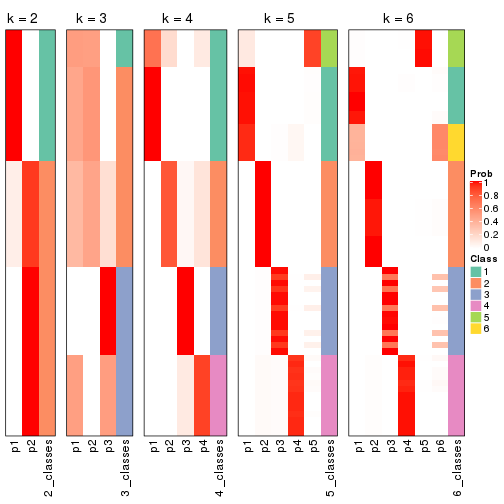 k = 2
k = 3
k = 4
k = 5
k = 6
Prob
1
0.8
0.6
0.4
0.2
0
Class
1
2
3
4
5
6
p1
p2
2_classes
p1
p2
p3
3_classes
p1
p2
p3
p4
4_classes
p1
p2
p3
p4
p5
5_classes
p1
p2
p3
p4
p5
p6
6_classes